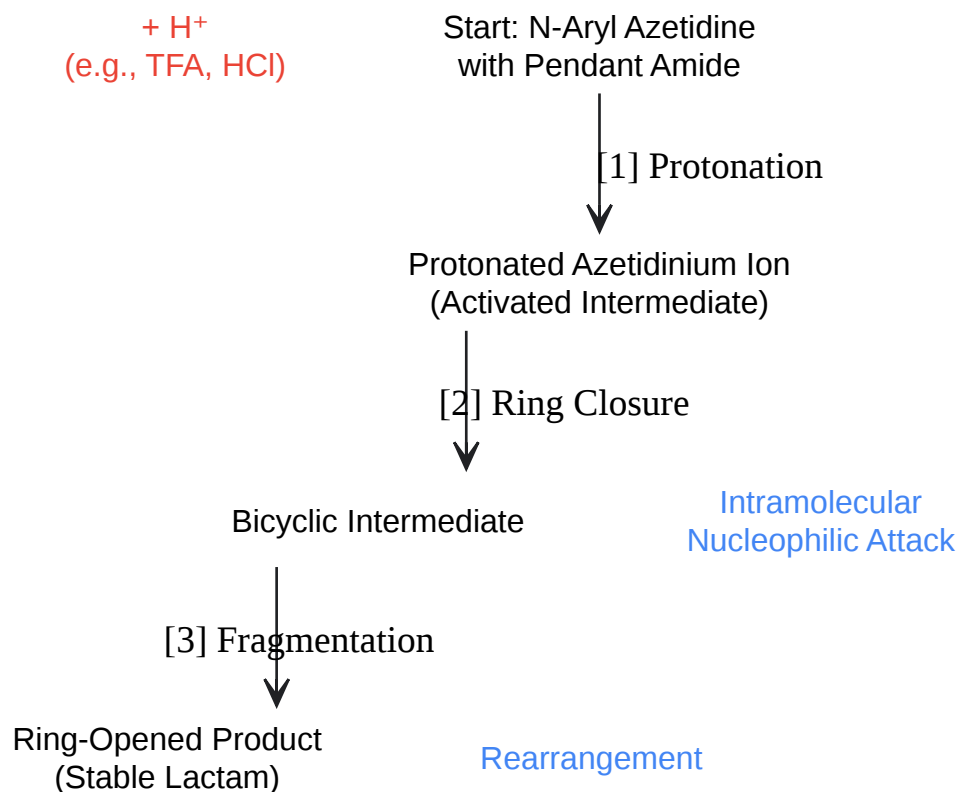 + H⁺
(e.g., TFA, HCl)
Start: N-Aryl Azetidine
with Pendant Amide
[1] Protonation
Protonated Azetidinium Ion
(Activated Intermediate)
[2] Ring Closure
Bicyclic Intermediate
Intramolecular
Nucleophilic Attack
[3] Fragmentation
Ring-Opened Product
(Stable Lactam)
Rearrangement